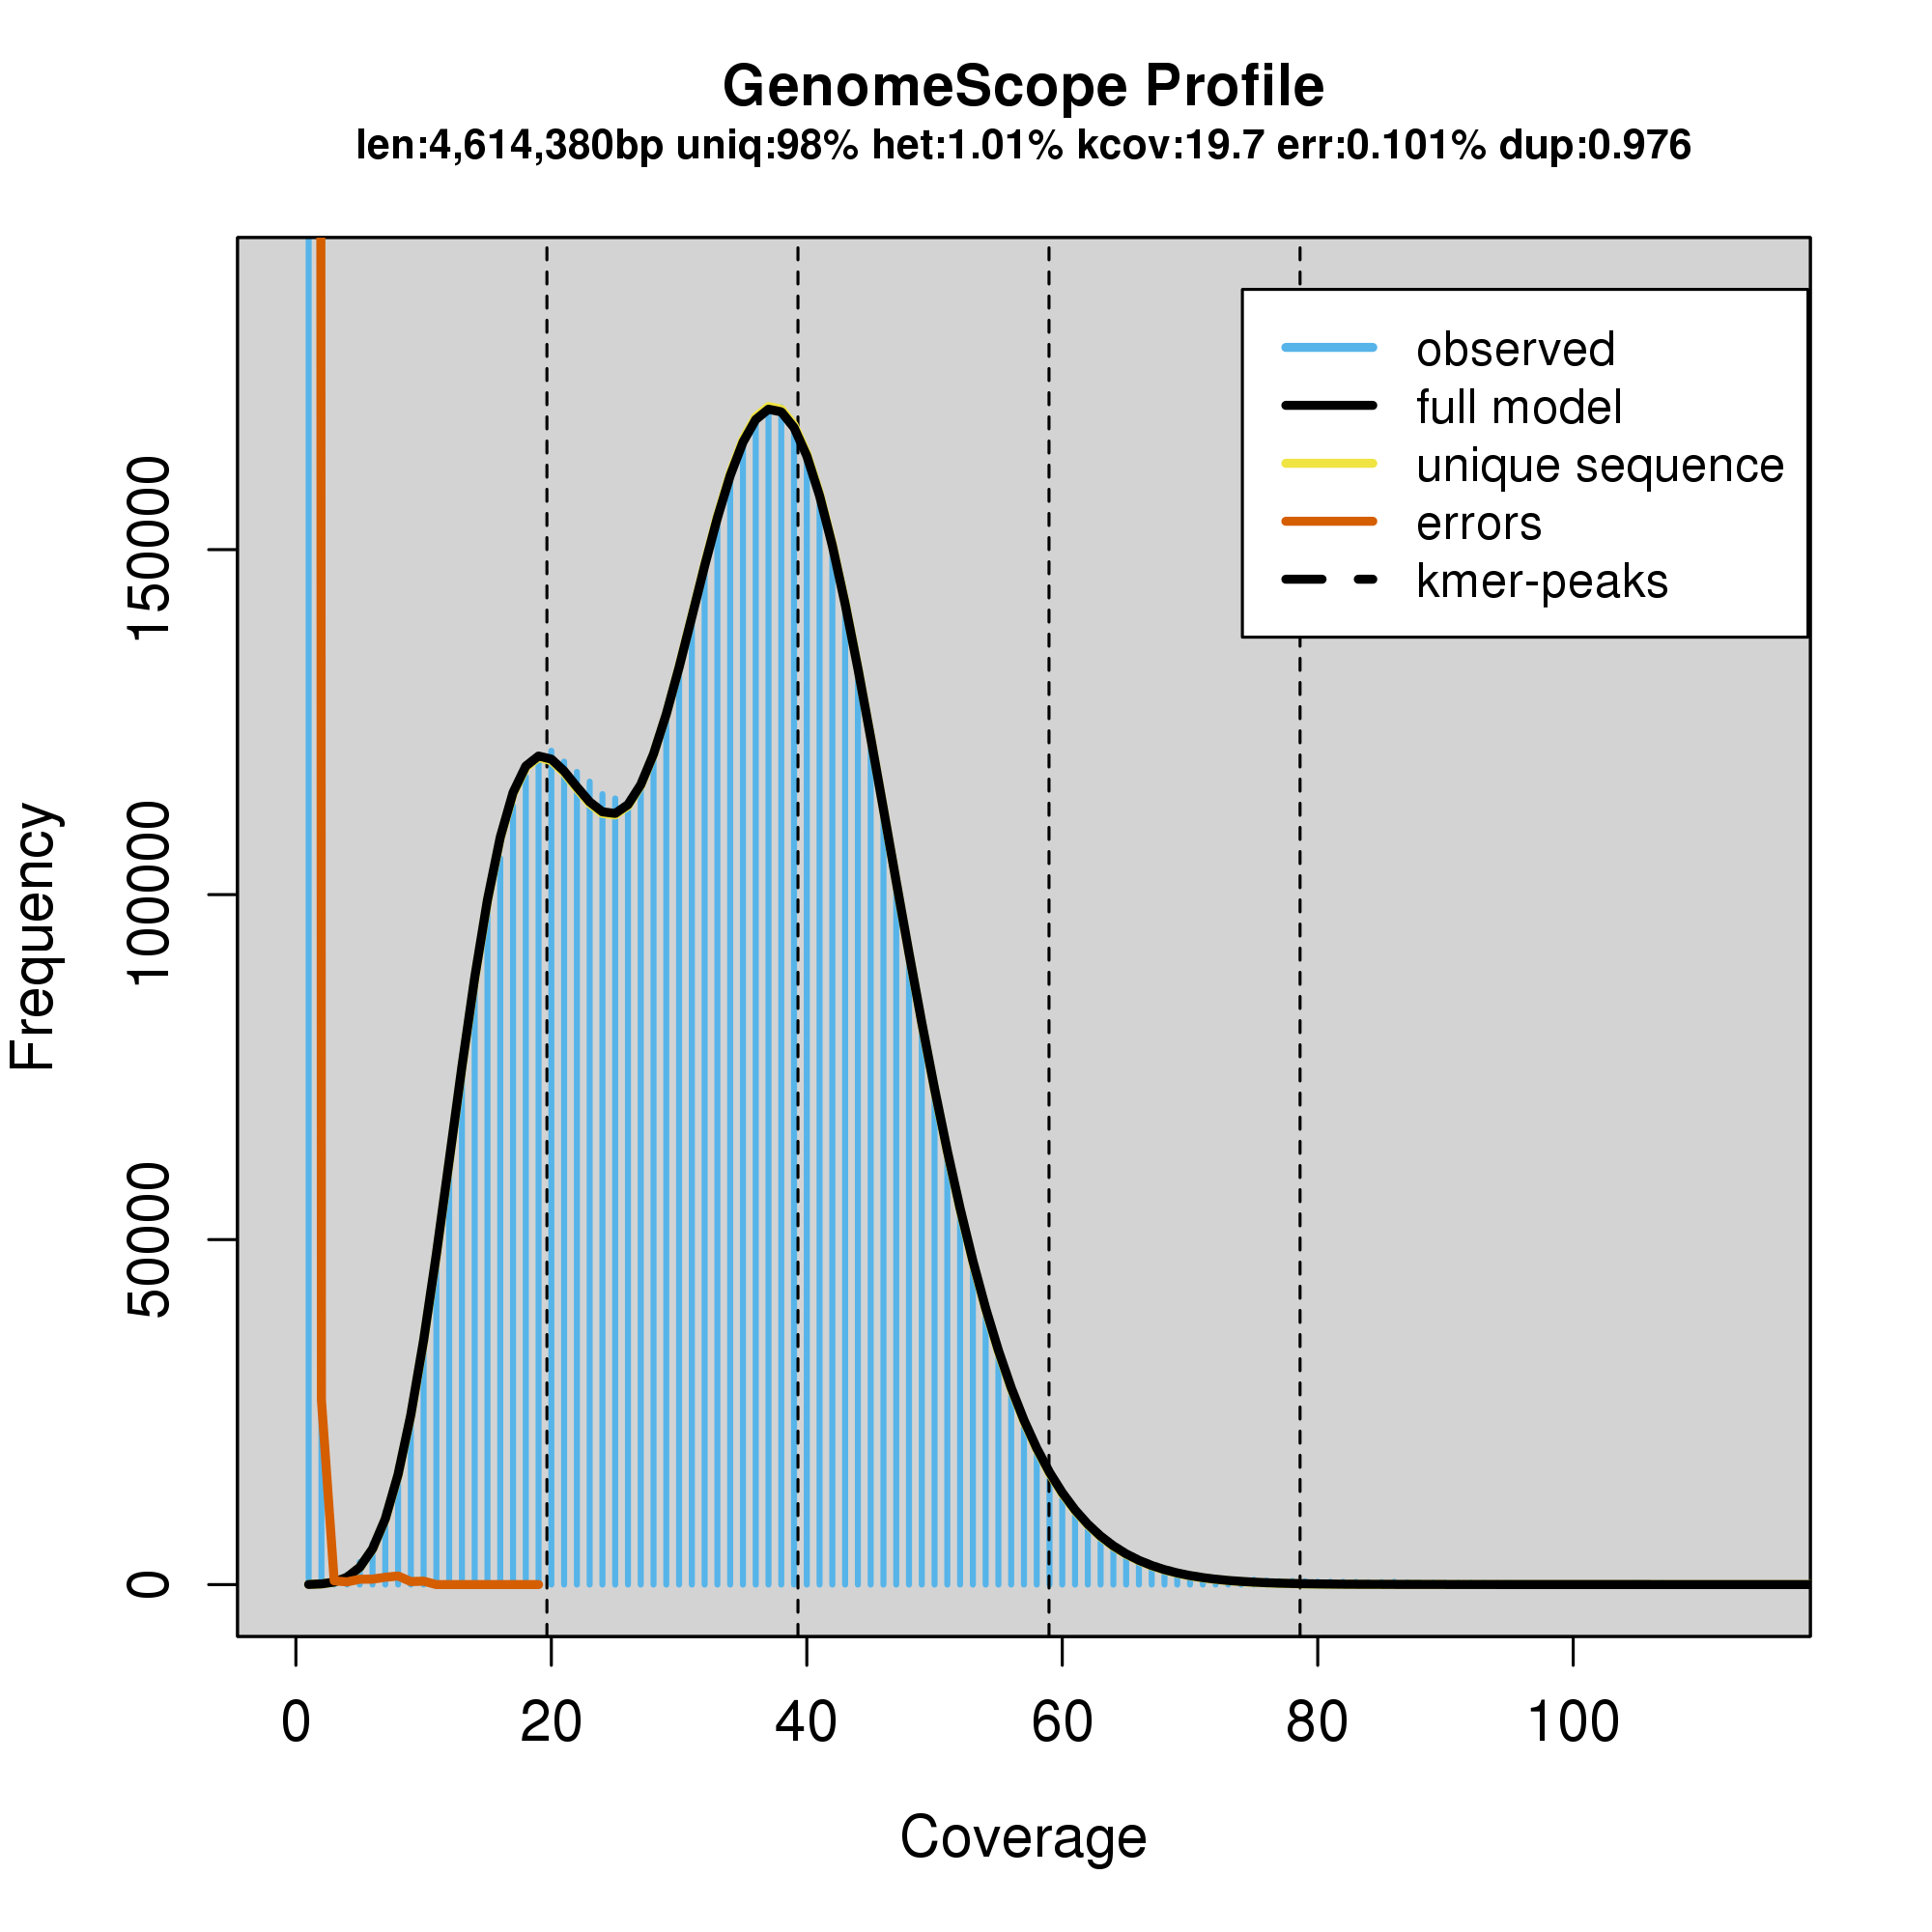 GenomeScope Profile
len:4,614,380bp uniq:98% het:1.01% kcov:19.7 err:0.101% dup:0.976
observed
full model
unique sequence
errors
kmer-peaks
Frequency
150000
100000
50000
0
0 20 40 60 80 100
Coverage